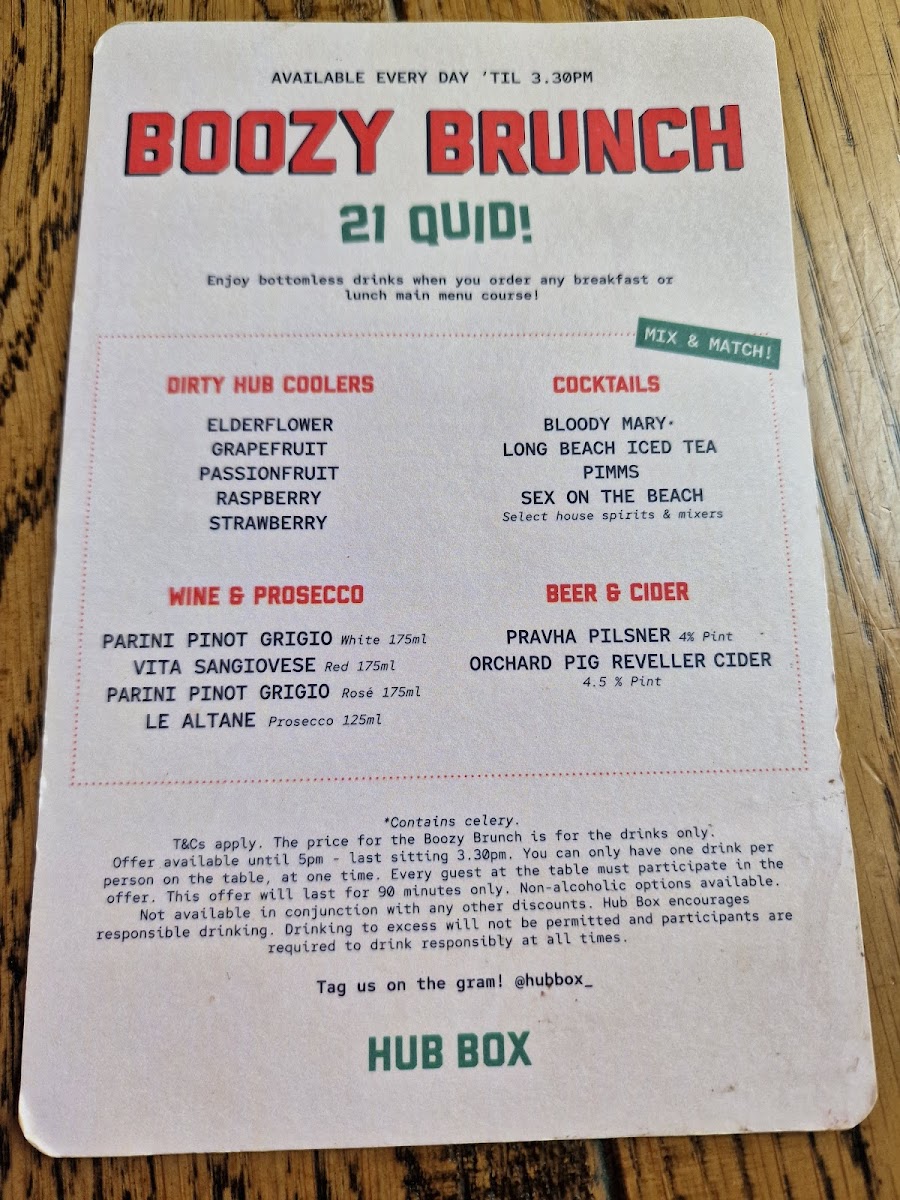 AVAILABLE EVERY DAY 'TIL 3.30PM
BOOZY BRUNCH
21 QUID!
Enjoy bottomless drinks when you order any breakfast or
lunch main menu course!
MIX & MATCH!
DIRTY HUB COOLERS
ELDERFLOWER
GRAPEFRUIT
PASSIONFRUIT
RASPBERRY
STRAWBERRY
COCKTAILS
BLOODY MARY*
LONG BEACH ICED TEA
PIMMS
SEX ON THE BEACH
Select house spirits & mixers
WINE & PROSECCO
PARINI PINOT GRIGIO White 175ml
VITA SANGIOVESE Red 175ml
PARINI PINOT GRIGIO Rosé 175ml
LE ALTANE Prosecco 125ml
BEER & CIDER
PRAVHA PILSNER 4% Pint
ORCHARD PIG REVELLER CIDER
4.5 % Pint
*Contains celery.
T&Cs apply. The price for the Boozy Brunch is for the drinks only.
Offer available until 5pm - last sitting 3.30pm. You can only have one drink per
person on the table, at one time. Every guest at the table must participate in the
offer. This offer will last for 90 minutes only. Non-alcoholic options available.
Not available in conjunction with any other discounts. Hub Box encourages
responsible drinking. Drinking to excess will not be permitted and participants are
required to drink responsibly at all times.
Tag us on the gram! @hubbox_
HUB BOX